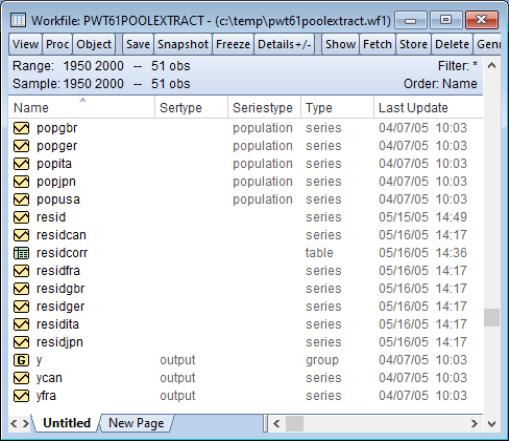 Workfile: PWT61POOLEXTRACT - (c:\temp\pwt61poolextract.wf1)
View Proc Object Save Snapshot Freeze Details+/- Show Fetch Store Delete Genr
Range: 1950 2000 -- 51 obs Filter: *
Sample: 1950 2000 -- 51 obs Order: Name
Name Sertype Seriestype Type Last Update
popgbr population series 04/07/05 10:03
popger population series 04/07/05 10:03
popita population series 04/07/05 10:03
popjpn population series 04/07/05 10:03
popusa population series 04/07/05 10:03
resid series 05/15/05 14:49
residcan series 05/16/05 14:17
residcorr table 05/16/05 14:36
residfra series 05/16/05 14:17
residgbr series 05/16/05 14:17
residger series 05/16/05 14:17
residita series 05/16/05 14:17
residjpn series 05/16/05 14:17
G y output group 04/07/05 10:03
ycan output series 04/07/05 10:03
yfra output series 04/07/05 10:03
Untitled New Page